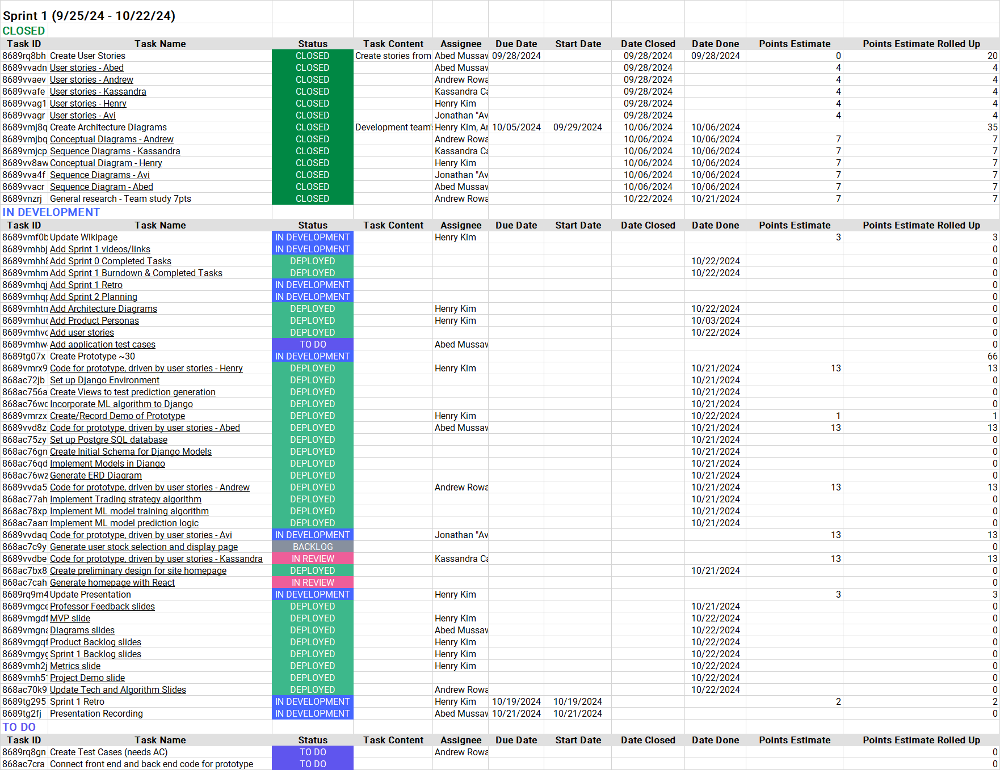 Sprint 1 (9/25/24 - 10/22/24)
CLOSED
Task ID Task Name Status Task Content Assignee Due Date Start Date Date Closed Date Done Points Estimate Points Estimate Rolled Up
8689rq8bh Create User Stories CLOSED Create stories from Abed Mussaw 09/28/2024 09/28/2024 09/28/2024 0 20
8689vvadn User stories - Abed CLOSED Abed Mussaw 09/28/2024 4 4
8689vvaev User stories - Andrew CLOSED Andrew Rowa 09/28/2024 4 4
8689vvafe User stories - Kassandra CLOSED Kassandra Ca 09/28/2024 4 4
8689vvag1 User stories - Henry CLOSED Henry Kim 09/28/2024 4 4
8689vvagr User stories - Avi CLOSED Jonathan "Av 09/28/2024 4 4
8689vmj8q Create Architecture Diagrams CLOSED Development team's Henry Kim, An 10/05/2024 09/29/2024 10/06/2024 10/06/2024 35
8689vmjbq Conceptual Diagrams - Andrew CLOSED Andrew Rowa 10/06/2024 10/06/2024 7 7
8689vmjcp Sequence Diagrams - Kassandra CLOSED Kassandra Ca 10/06/2024 10/06/2024 7 7
8689vv8aw Conceptual Diagram - Henry CLOSED Henry Kim 10/06/2024 10/06/2024 7 7
8689vva4f Sequence Diagrams - Avi CLOSED Jonathan "Av 10/06/2024 10/06/2024 7 7
8689vvacr Sequence Diagram - Abed CLOSED Abed Mussaw 10/06/2024 10/06/2024 7 7
8689vnzrj General research - Team study 7pts CLOSED Andrew Rowa 10/22/2024 10/21/2024 7 7
IN DEVELOPMENT
Task ID Task Name Status Task Content Assignee Due Date Start Date Date Closed Date Done Points Estimate Points Estimate Rolled Up
8689vmf0b Update Wikipage IN DEVELOPMENT Henry Kim 3 3
8689vmhbj Add Sprint 1 videos/links IN DEVELOPMENT 0
8689vmhh8 Add Sprint 0 Completed Tasks DEPLOYED 10/22/2024 0
8689vmhm Add Sprint 1 Burndown & Completed Tasks DEPLOYED 10/22/2024 0
8689vmhqj Add Sprint 1 Retro IN DEVELOPMENT 0
8689vmhqp Add Sprint 2 Planning IN DEVELOPMENT 0
8689vmhtn Add Architecture Diagrams DEPLOYED Henry Kim 10/22/2024 0
8689vmhuc Add Product Personas DEPLOYED Henry Kim 10/03/2024 0
8689vmhvc Add user stories DEPLOYED 10/22/2024 0
8689vmhw Add application test cases TO DO Abed Mussaw 0
8689tg07x Create Prototype ~30 IN DEVELOPMENT 66
8689vmrx9 Code for prototype, driven by user stories - Henry DEPLOYED Henry Kim 10/21/2024 13 13
868ac72jb Set up Django Environment DEPLOYED 10/21/2024 0
868ac756a Create Views to test prediction generation DEPLOYED 10/21/2024 0
868ac76wc Incorporate ML algorithm to Django DEPLOYED 10/21/2024 0
8689vmrzx Create/Record Demo of Prototype DEPLOYED Henry Kim 10/22/2024 1 1
8689vvd8z Code for prototype, driven by user stories - Abed DEPLOYED Abed Mussaw 10/21/2024 13 13
868ac75zy Set up Postgre SQL database DEPLOYED 10/21/2024 0
868ac76gn Create Initial Schema for Django Models DEPLOYED 10/21/2024 0
868ac76qd Implement Models in Django DEPLOYED 10/21/2024 0
868ac76wz Generate ERD Diagram DEPLOYED 10/21/2024 0
8689vvda5 Code for prototype, driven by user stories - Andrew DEPLOYED Andrew Rowa 10/21/2024 13 13
868ac77ah Implement Trading strategy algorithm DEPLOYED 10/21/2024 0
868ac78xp Implement ML model training algorithm DEPLOYED 10/21/2024 0
868ac7aam Implement ML model prediction logic DEPLOYED 10/21/2024 0
8689vvdaq Code for prototype, driven by user stories - Avi IN DEVELOPMENT Jonathan "Av 13 13
868ac7c9y Generate user stock selection and display page BACKLOG 0
8689vvdbe Code for prototype, driven by user stories - Kassandra IN REVIEW Kassandra Ca 13 13
868ac7bx8 Create preliminary design for site homepage DEPLOYED 10/21/2024 0
868ac7cah Generate homepage with React IN REVIEW 0
8689rq9m4 Update Presentation IN DEVELOPMENT Henry Kim 3 3
8689vmgce Professor Feedback slides DEPLOYED 10/21/2024 0
8689vmgdf MVP slide DEPLOYED Henry Kim 10/22/2024 0
8689vmgna Diagrams slides DEPLOYED Abed Mussaw 10/22/2024 0
8689vmgqf Product Backlog slides DEPLOYED Henry Kim 10/22/2024 0
8689vmgyg Sprint 1 Backlog slides DEPLOYED Henry Kim 10/22/2024 0
8689vmh2j Metrics slide DEPLOYED Henry Kim 10/22/2024 0
8689vmh51 Project Demo slide DEPLOYED 10/22/2024 0
868ac70k9 Update Tech and Algorithm Slides DEPLOYED Andrew Rowa 10/22/2024 0
8689tg295 Sprint 1 Retro IN DEVELOPMENT Henry Kim 10/19/2024 10/19/2024 2 2
8689tg2fj Presentation Recording IN DEVELOPMENT Abed Mussaw 10/21/2024 10/21/2024 0
TO DO
Task ID Task Name Status Task Content Assignee Due Date Start Date Date Closed Date Done Points Estimate Points Estimate Rolled Up
8689rq8gn Create Test Cases (needs AC) TO DO Andrew Rowa 0
868ac7cra Connect front end and back end code for prototype TO DO 0